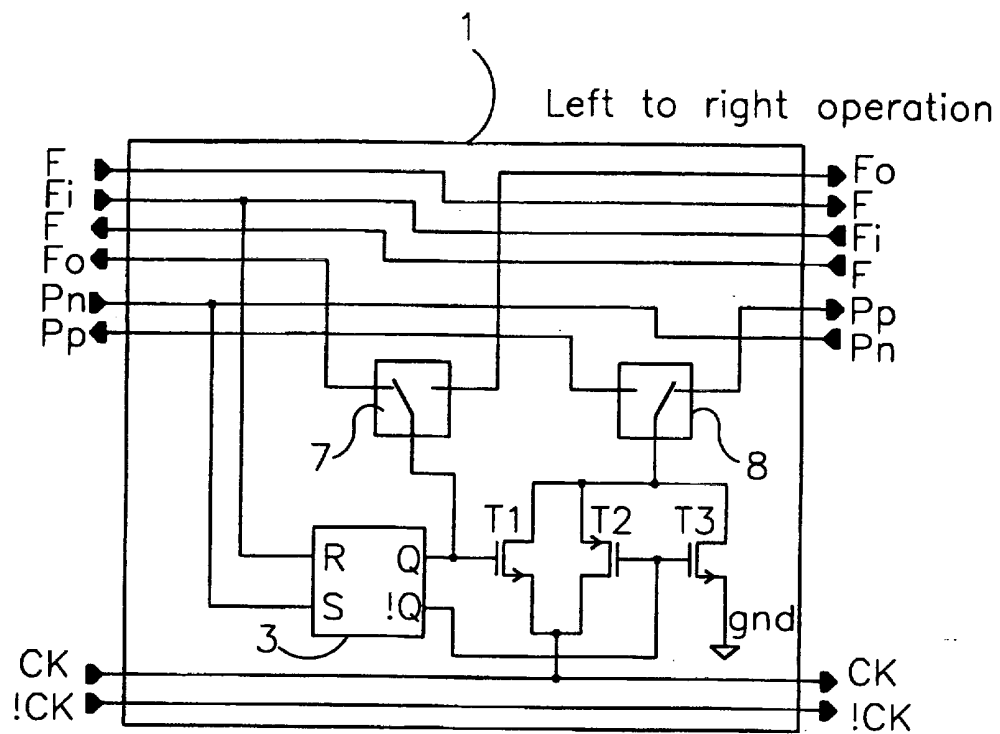 1
Left to right operation
F
Fi
F
Fo
Pn
Pp
Fo
F
Fi
F
Pp
Pn
7
8
T1
T2
T3
R
Q
S
!Q
gnd
3
CK
CK
!CK
!CK